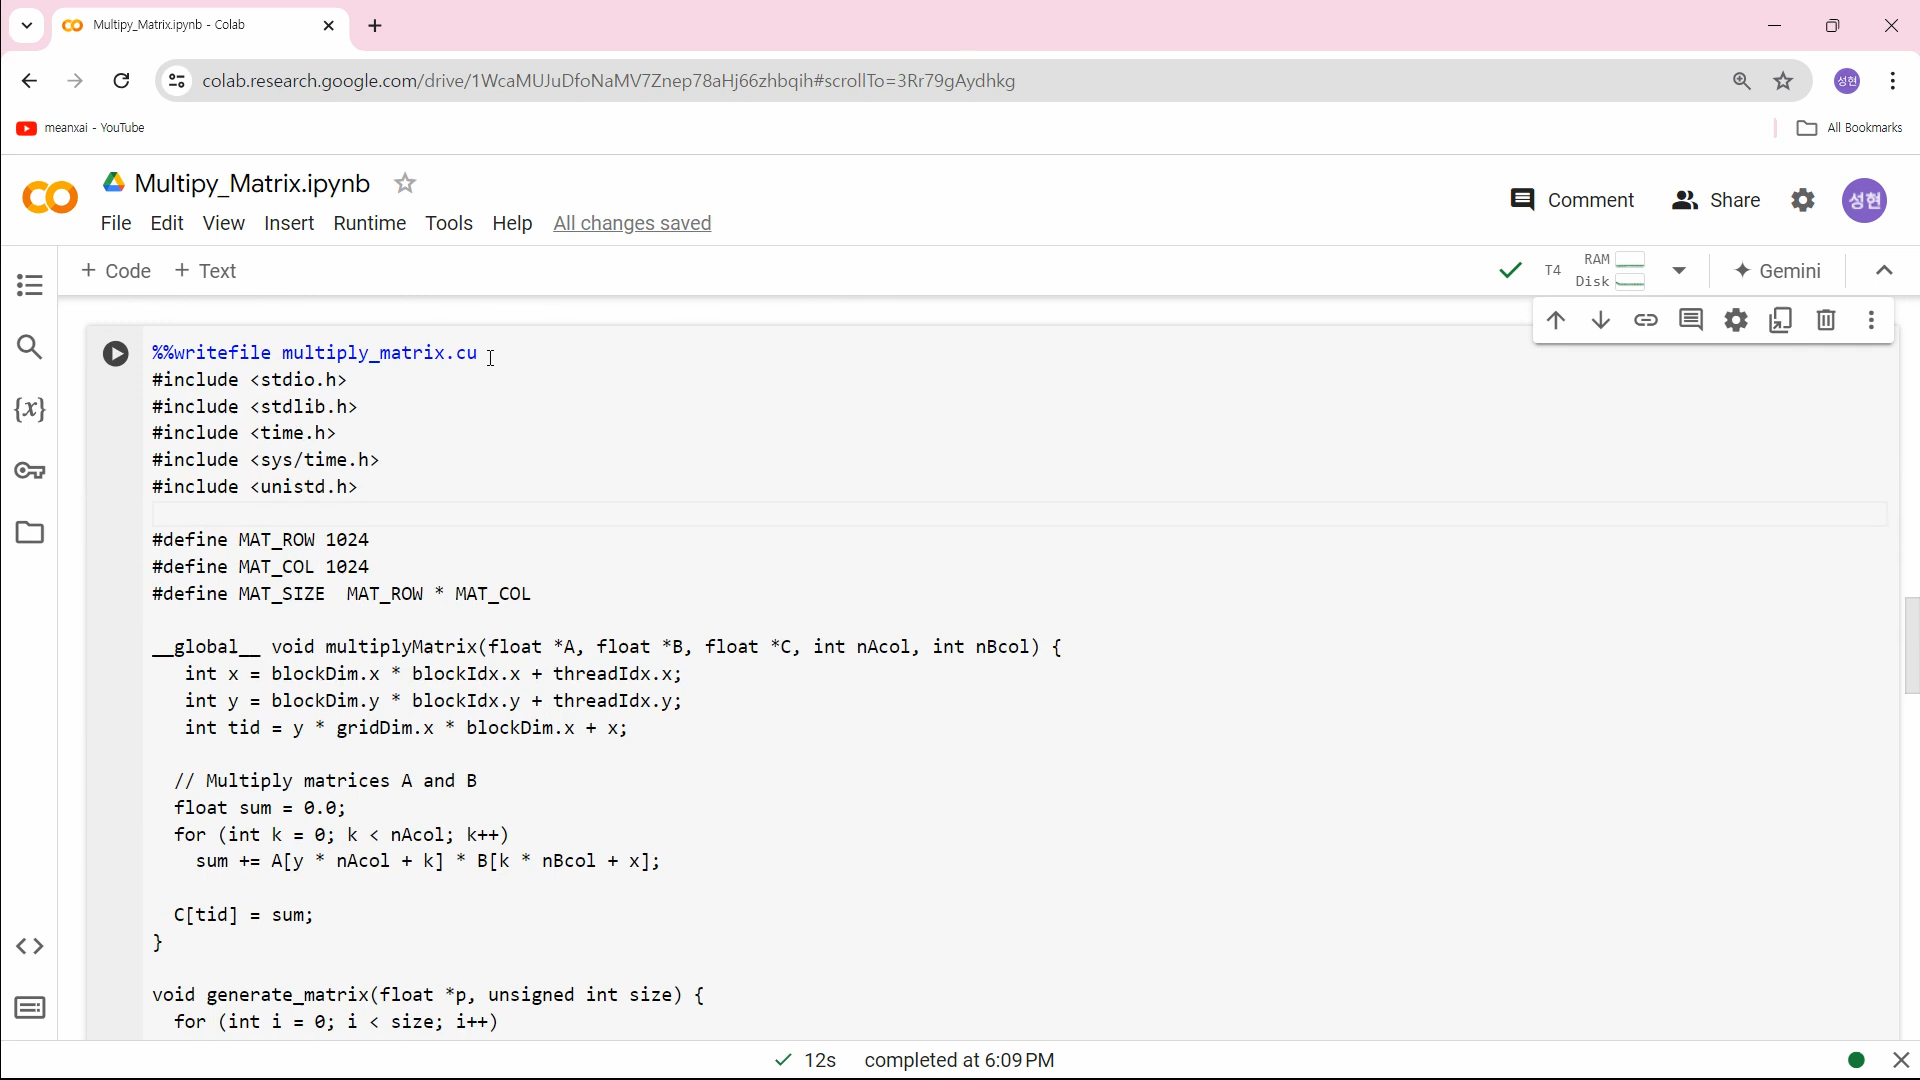 Multipy_Matrix.ipynb - Colab
colab.research.google.com/drive/1WcaMUJuDfoNaMV7Znep78aHj66zhbqih#scrollTo=3Rr79gAydhkg
성현
meanxai - YouTube
All Bookmarks
Multipy_Matrix.ipynb
Comment
Share
성현
File Edit View Insert Runtime Tools Help All changes saved
+ Code + Text
T4
RAM
Disk
Gemini
%%writefile multiply_matrix.cu
#include <stdio.h>
#include <stdlib.h>
#include <time.h>
#include <sys/time.h>
#include <unistd.h>
#define MAT_ROW 1024
#define MAT_COL 1024
#define MAT_SIZE  MAT_ROW * MAT_COL
__global__ void multiplyMatrix(float *A, float *B, float *C, int nAcol, int nBcol) {
int x = blockDim.x * blockIdx.x + threadIdx.x;
int y = blockDim.y * blockIdx.y + threadIdx.y;
int tid = y * gridDim.x * blockDim.x + x;
// Multiply matrices A and B
float sum = 0.0;
for (int k = 0; k < nAcol; k++)
sum += A[y * nAcol + k] * B[k * nBcol + x];
C[tid] = sum;
}
void generate_matrix(float *p, unsigned int size) {
for (int i = 0; i < size; i++)
12s completed at 6:09 PM